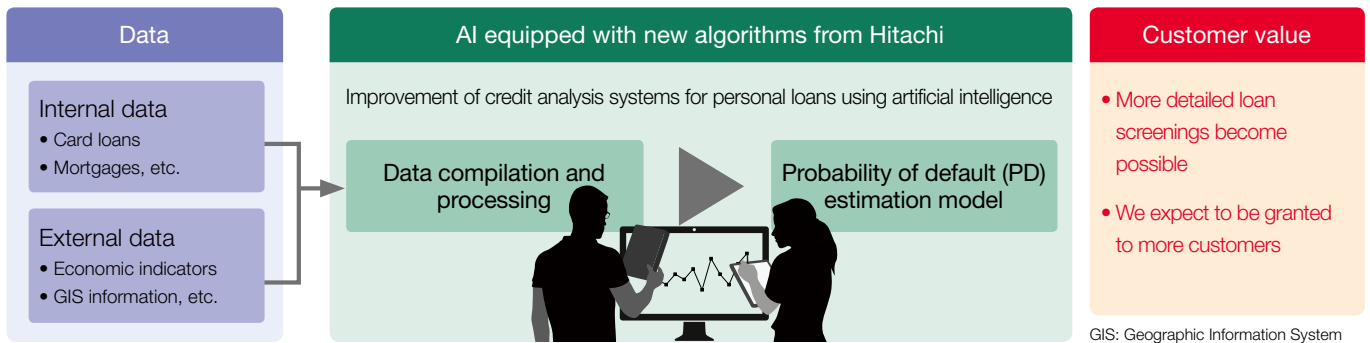 Data
Internal data
• Card loans
• Mortgages, etc.
External data
• Economic indicators
• GIS information, etc.
AI equipped with new algorithms from Hitachi
Improvement of credit analysis systems for personal loans using artificial intelligence
Data compilation and
processing
Probability of default (PD)
estimation model
Customer value
• More detailed loan
screenings become
possible
• We expect to be granted
to more customers
GIS: Geographic Information System